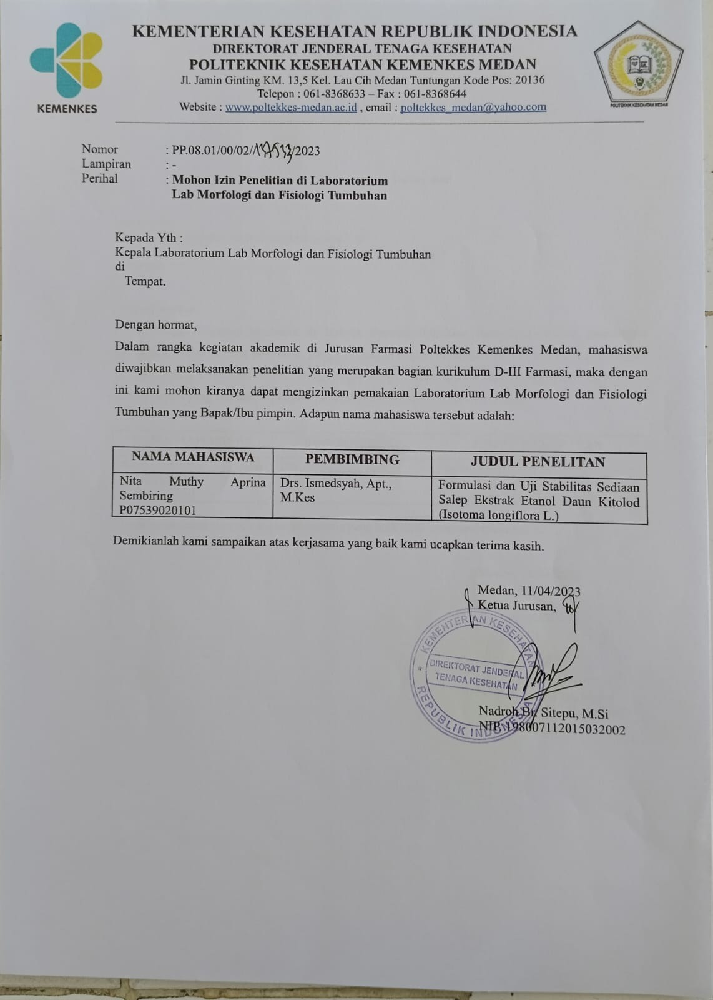 KEMENTERIAN KESEHATAN REPUBLIK INDONESIA
DIREKTORAT JENDERAL TENAGA KESEHATAN
POLITEKNIK KESEHATAN KEMENKES MEDAN
Jl. Jamin Ginting KM. 13,5 Kel. Lau Cih Medan Tuntungan Kode Pos: 20136
Telepon : 061-8368633 – Fax : 061-8368644
Website : www.poltekkes-medan.ac.id , email : poltekkes_medan@yahoo.com
KEMENKES
POLITEKNIK KESEHATAN MEDAN
Nomor : PP.08.01/00/02/ /2023
Lampiran : -
Perihal : Mohon Izin Penelitian di Laboratorium
Lab Morfologi dan Fisiologi Tumbuhan
Kepada Yth :
Kepala Laboratorium Lab Morfologi dan Fisiologi Tumbuhan
di
Tempat.
Dengan hormat,
Dalam rangka kegiatan akademik di Jurusan Farmasi Poltekkes Kemenkes Medan, mahasiswa
diwajibkan melaksanakan penelitian yang merupakan bagian kurikulum D-III Farmasi, maka dengan
ini kami mohon kiranya dapat mengizinkan pemakaian Laboratorium Lab Morfologi dan Fisiologi
Tumbuhan yang Bapak/Ibu pimpin. Adapun nama mahasiswa tersebut adalah:
NAMA MAHASISWA PEMBIMBING JUDUL PENELITAN
Nita Muthy Aprina Drs. Ismedsyah, Apt., Formulasi dan Uji Stabilitas Sediaan
Sembiring M.Kes Salep Ekstrak Etanol Daun Kitolod
P07539020101 (Isotoma longiflora L.)
Demikianlah kami sampaikan atas kerjasama yang baik kami ucapkan terima kasih.
Medan, 11/04/2023
Ketua Jurusan,
KEMENTERIAN KESEHATAN
DIREKTORAT JENDERAL
TENAGA KESEHATAN
REPUBLIK INDONESIA
Nadroh Br. Sitepu, M.Si
NIP. 198007112015032002